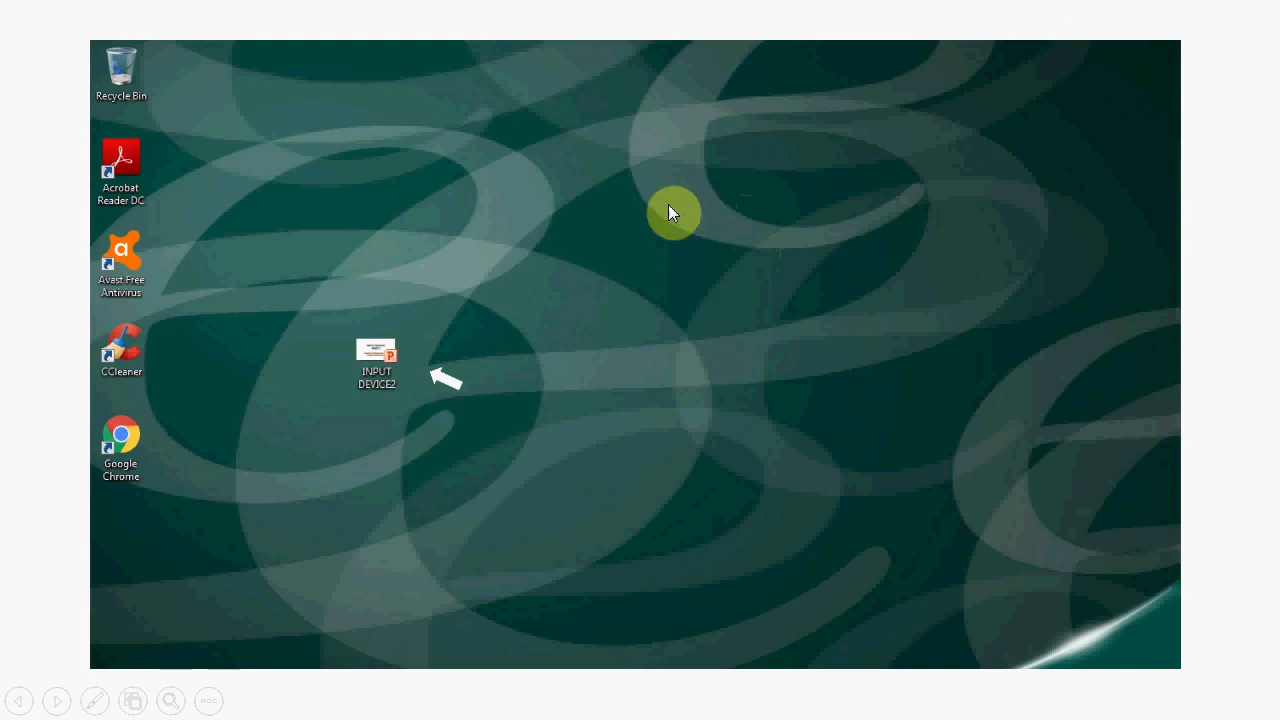 Recycle Bin
Acrobat
Reader DC
Avast Free
Antivirus
CCleaner
Google
Chrome
INPUT
DEVICE2